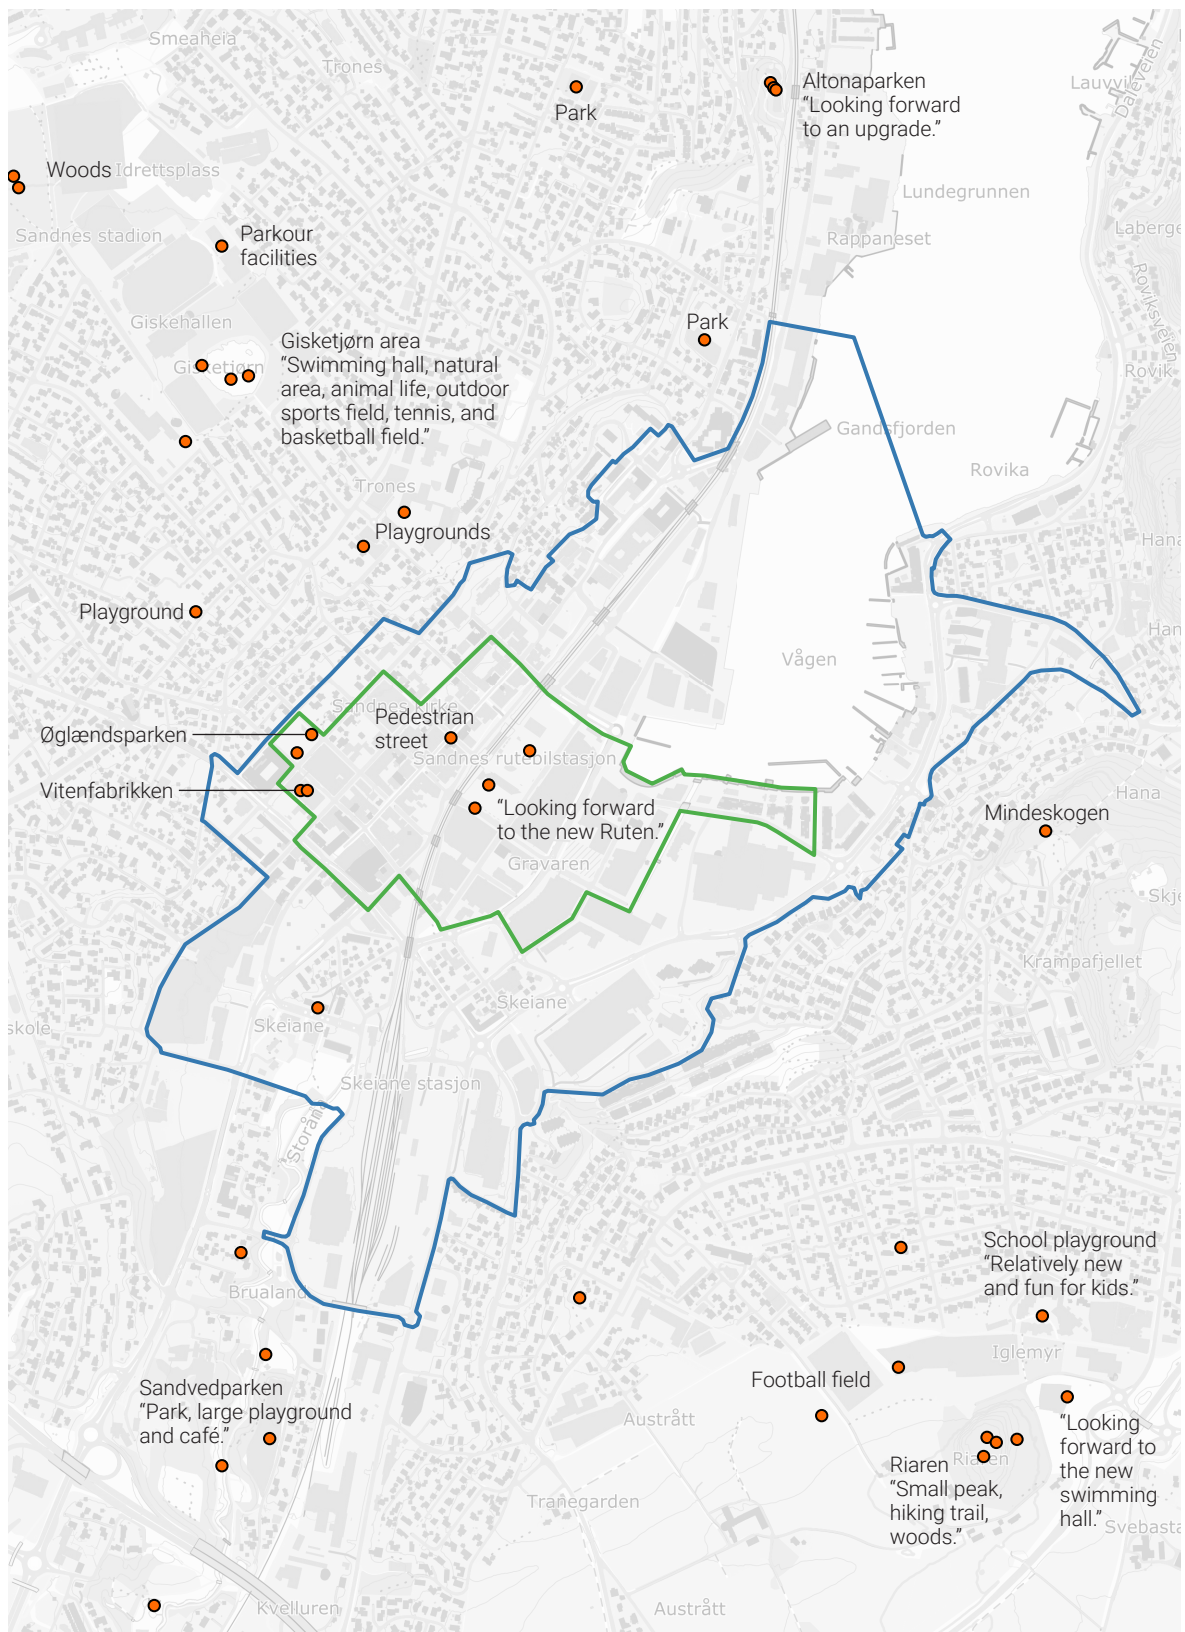 Smeaheia
Trones
Park
Altonaparken
“Looking forward
to an upgrade.”
Daleveien
Woods
Idrettsplass
Lundegrunnen
Sandnes stadion
Parkour
facilities
Rappaneset
Roviksveien
Giskehallen
Park
Gisketjørn area
“Swimming hall, natural
area, animal life, outdoor
sports field, tennis, and
basketball field.”
Gisketjørn
Rovik
Gandsfjorden
Rovika
Trones
Playgrounds
Hana
Playground
Vågen
Sandnes kirke
Øglændsparken
Pedestrian
street
Sandnes rutebilstasjon
Vitenfabrikken
“Looking forward
to the new Ruten.”
Gravaren
Hana
Mindeskogen
Krampafjellet
Skeiane
Skeiane
skole
Skeiane stasjon
Storåna
School playground
“Relatively new
and fun for kids.”
Brualand
Iglemyr
Football field
Sandvedparken
“Park, large playground
and café.”
Austrått
“Looking
forward to
the new
swimming
hall.”
Riaren
Riaren
“Small peak,
hiking trail,
woods.”
Tranegarden
Kvelluren
Austrått